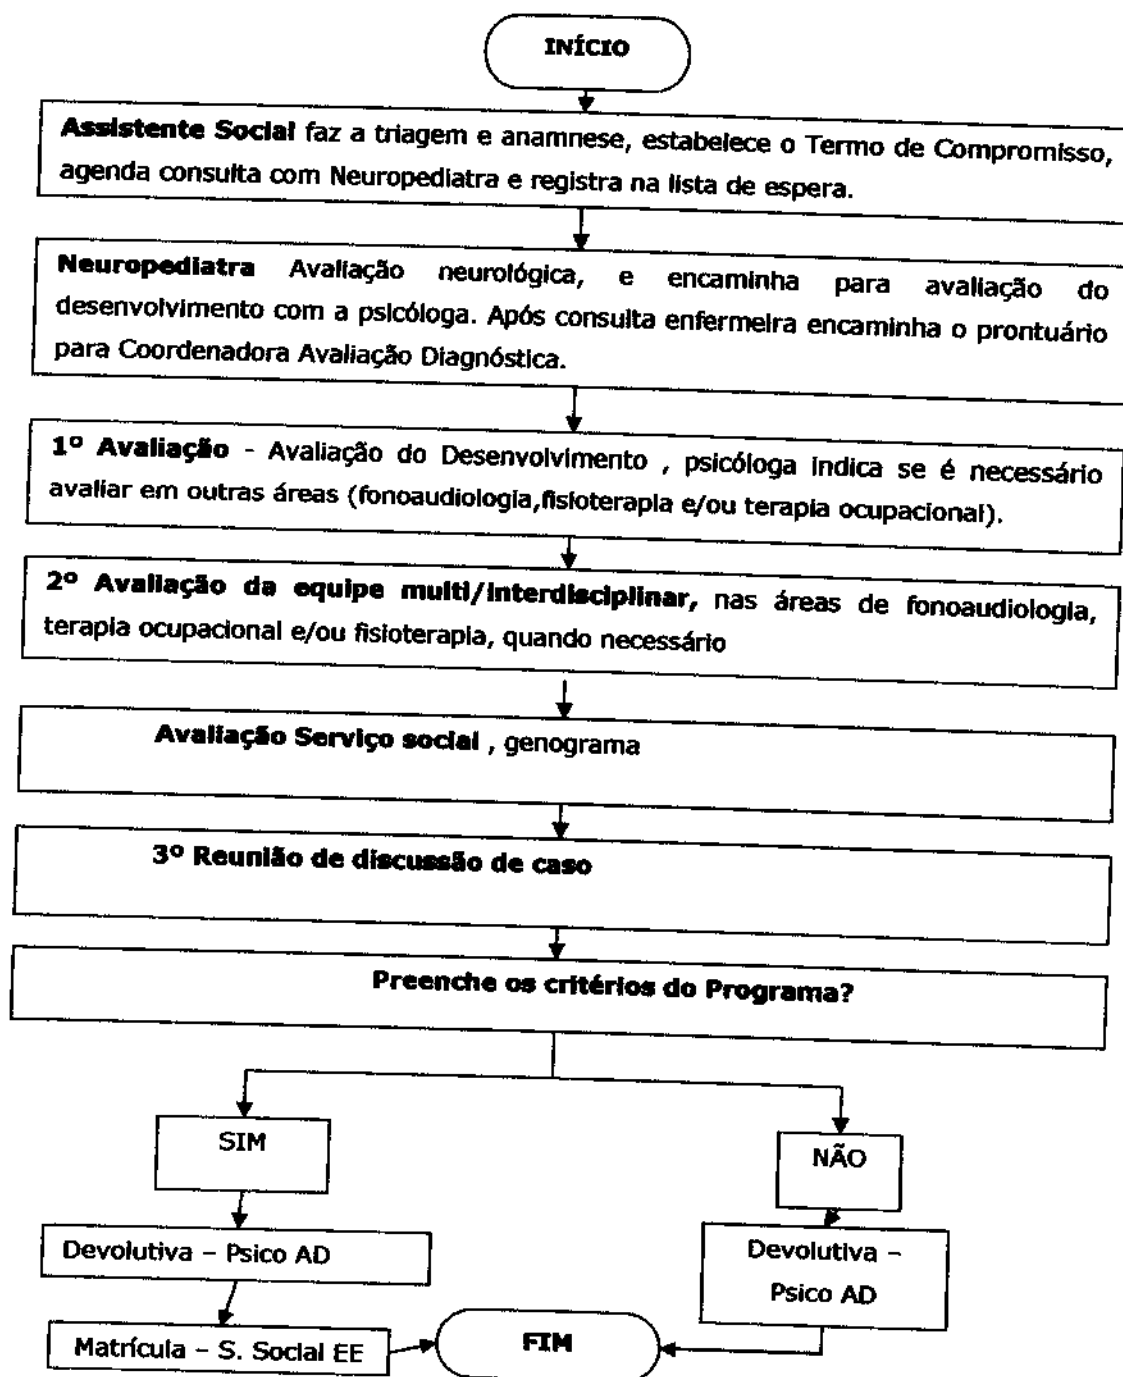 INÍCIO
Assistente Social faz a triagem e anamnese, estabelece o Termo de Compromisso,
agenda consulta com Neuropediatra e registra na lista de espera.
Neuropediatra Avaliação neurológica, e encaminha para avaliação do
desenvolvimento com a psicóloga. Após consulta enfermeira encaminha o prontuário
para Coordenadora Avaliação Diagnóstica.
1º Avaliação - Avaliação do Desenvolvimento , psicóloga indica se é necessário
avaliar em outras áreas (fonoaudiologia,fisioterapia e/ou terapia ocupacional).
2º Avaliação da equipe multi/interdisciplinar, nas áreas de fonoaudiologia,
terapia ocupacional e/ou fisioterapia, quando necessário
Avaliação Serviço social , genograma
3º Reunião de discussão de caso
Preenche os critérios do Programa?
SIM
NÃO
Devolutiva – Psico AD
Devolutiva –
Psico AD
Matrícula – S. Social EE
FIM